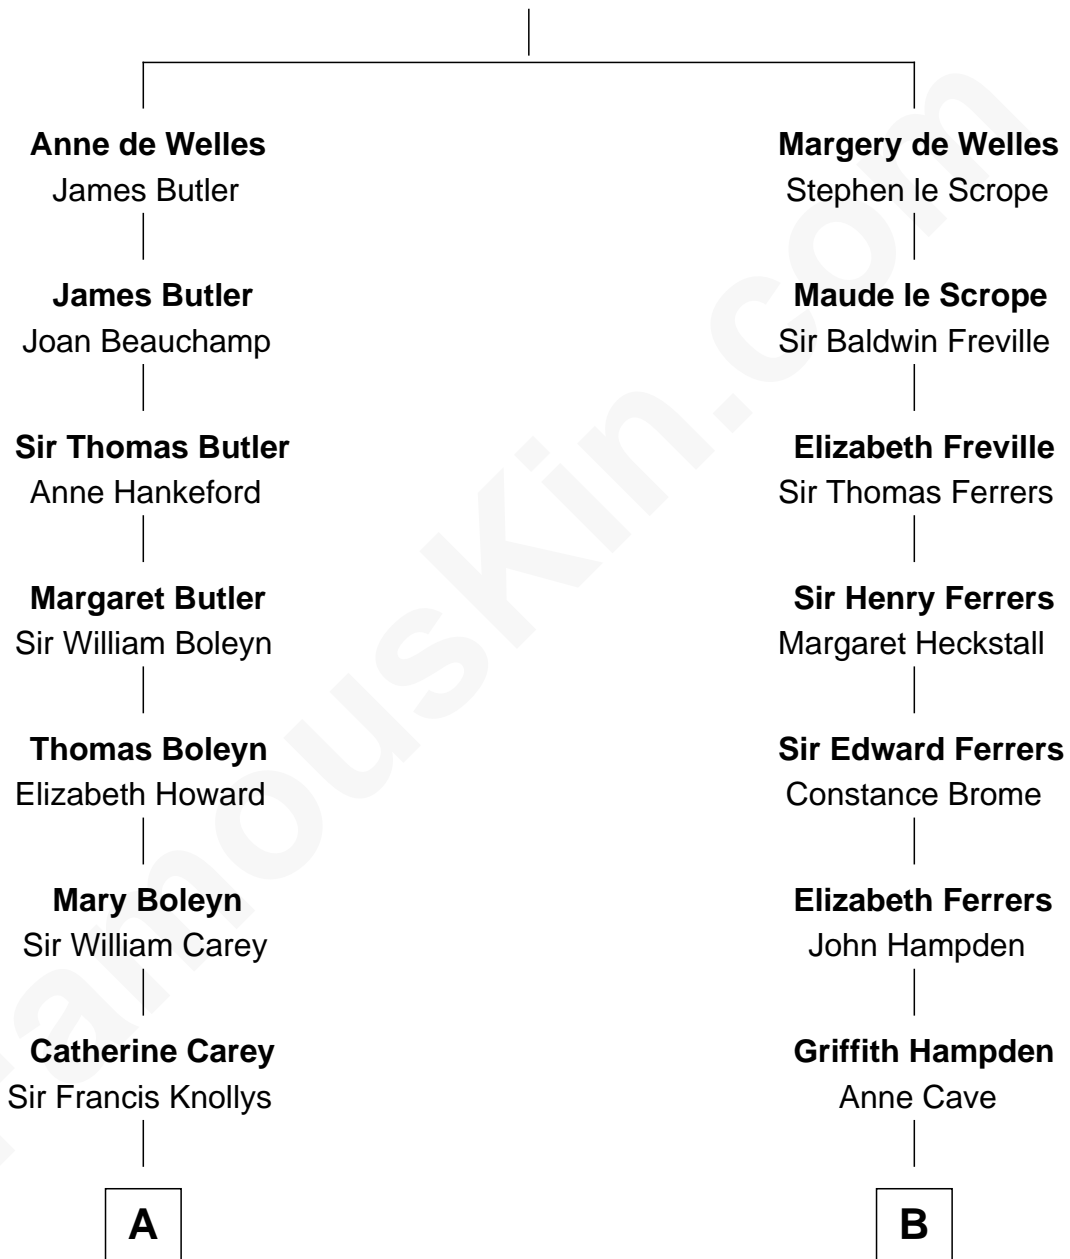 Anne de Welles
James Butler
James Butler
Joan Beauchamp
Sir Thomas Butler
Anne Hankeford
Margaret Butler
Sir William Boleyn
Thomas Boleyn
Elizabeth Howard
Mary Boleyn
Sir William Carey
Catherine Carey
Sir Francis Knollys
A
Margery de Welles
Stephen le Scrope
Maude le Scrope
Sir Baldwin Freville
Elizabeth Freville
Sir Thomas Ferrers
Sir Henry Ferrers
Margaret Heckstall
Sir Edward Ferrers
Constance Brome
Elizabeth Ferrers
John Hampden
Griffith Hampden
Anne Cave
B
FamousKin.com